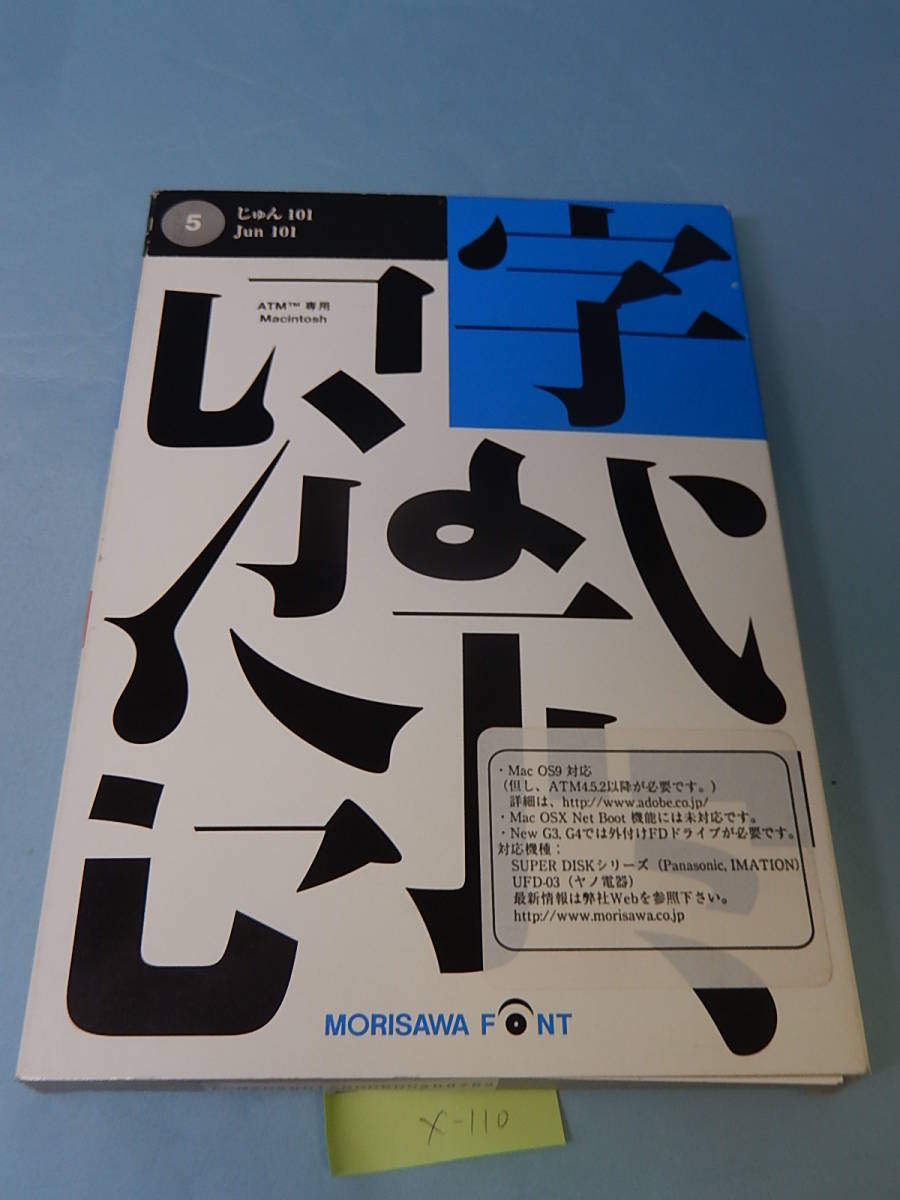 5
じゅん 101
Jun 101
ATM™ 専用
Macintosh
字
・Mac OS9 対応
(但し、ATM4.5.2以降が必要です。)
詳細は、http://www.adobe.co.jp/
・Mac OSX Net Boot 機能には未対応です。
・New G3, G4では外付けFDドライブが必要です。
対応機種：
SUPER DISKシリーズ（Panasonic, IMATION）
UFD-03（ヤノ電器）
最新情報は弊社Webを参照下さい。
http://www.morisawa.co.jp
MORISAWA FONT
X-110